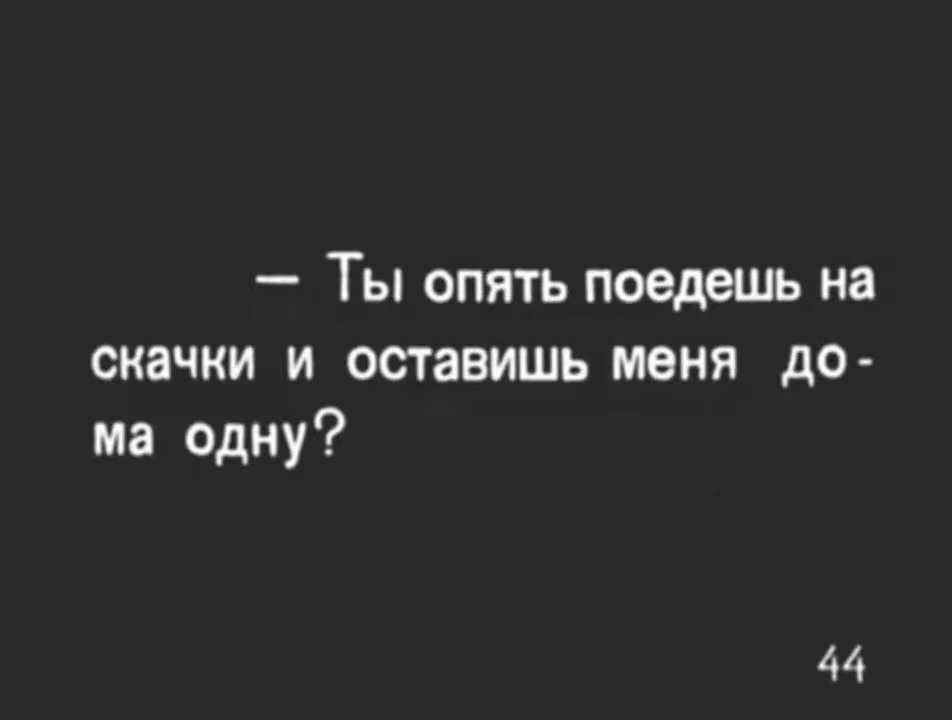 — Ты опять поедешь на
скачки и оставишь меня до-
ма одну?
44